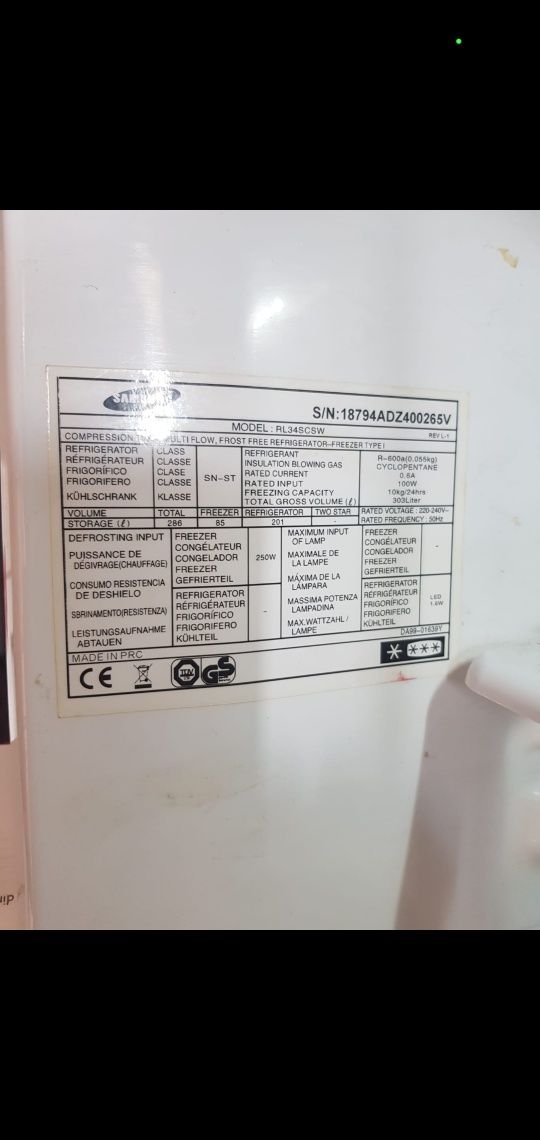 SAMSUNG
S/N:18794ADZ400265V
MODEL : RL34SCSW
REV L-1
COMPRESSION MULTI FLOW, FROST FREE REFRIGERATOR-FREEZER TYPE I
REFRIGERATOR CLASS
RÉFRIGÉRATEUR CLASSE
FRIGORÍFICO CLASE
FRIGORIFERO CLASSE
KÜHLSCHRANK KLASSE
SN-ST
REFRIGERANT R-600a(0,055kg)
INSULATION BLOWING GAS CYCLOPENTANE
RATED CURRENT 0.6A
RATED INPUT 100W
FREEZING CAPACITY 10kg/24hrs
TOTAL GROSS VOLUME (ℓ) 303Liter
VOLUME TOTAL FREEZER REFRIGERATOR TWO STAR RATED VOLTAGE : 220-240V~
STORAGE (ℓ) 286 85 201 - RATED FREQUENCY : 50Hz
DEFROSTING INPUT
PUISSANCE DE
DÉGIVRAGE(CHAUFFAGE)
CONSUMO RESISTENCIA
DE DESHIELO
SBRINAMENTO(RESISTENZA)
LEISTUNGSAUFNAHME
ABTAUEN
FREEZER
CONGÉLATEUR
CONGELADOR
FREEZER
GEFRIERTEIL
250W
REFRIGERATOR
RÉFRIGÉRATEUR
FRIGORÍFICO
FRIGORIFERO
KÜHLTEIL
-
MAXIMUM INPUT
OF LAMP
MAXIMALE DE
LA LAMPE
MÁXIMA DE LA
LÁMPARA
MASSIMA POTENZA
LAMPADINA
MAX.WATTZAHL/
LAMPE
FREEZER
CONGÉLATEUR
CONGELADOR
FREEZER
GEFRIERTEIL
-
REFRIGERATOR
RÉFRIGÉRATEUR
FRIGORÍFICO
FRIGORIFERO
KÜHLTEIL
LED
1.6W
DA99-01639Y
MADE IN PRC
CE
TUV
GS